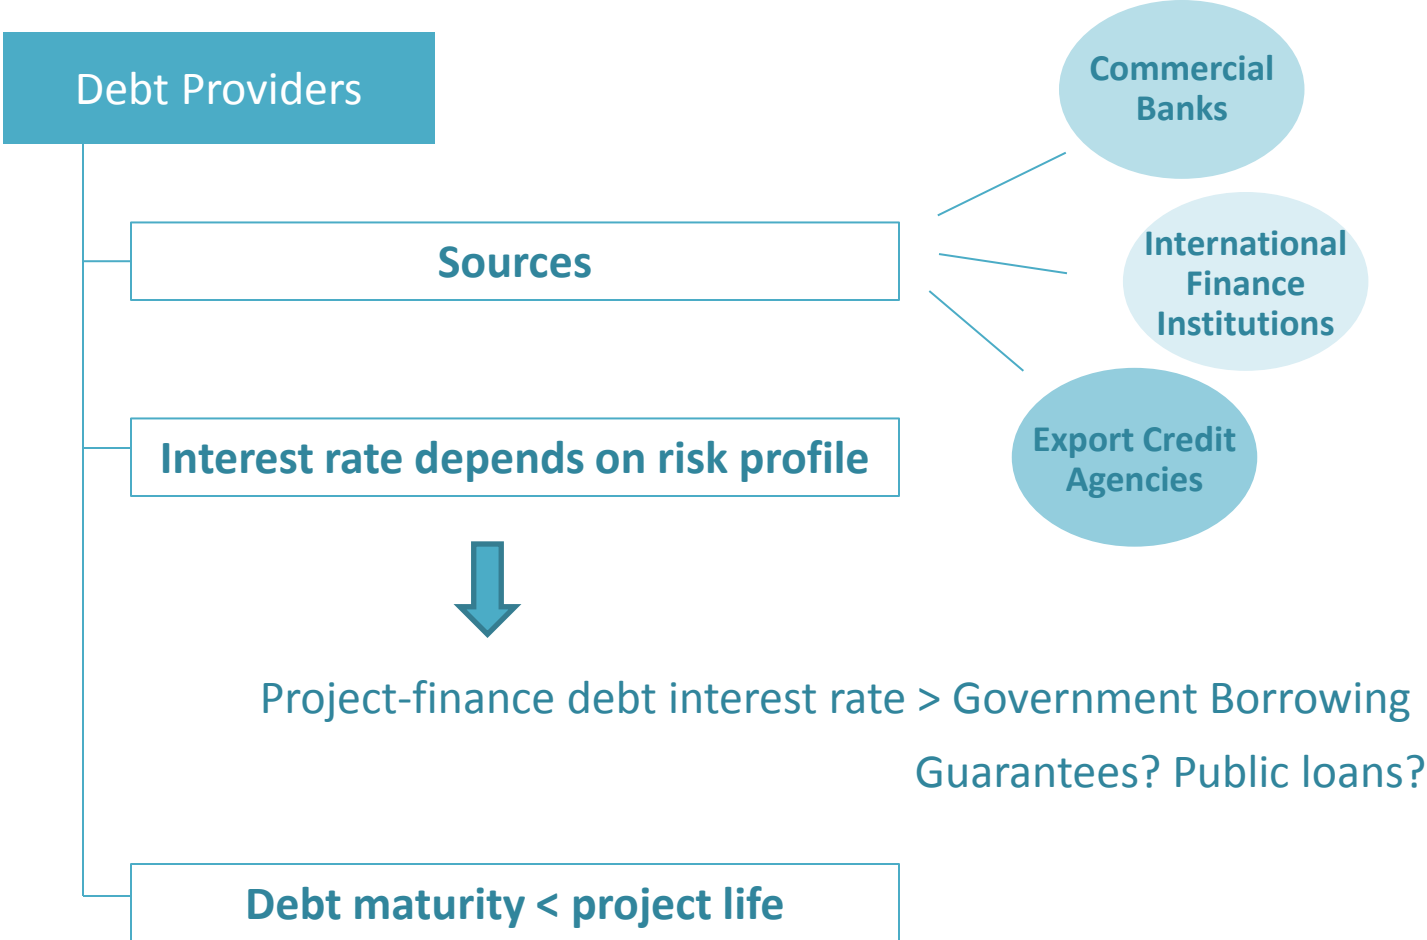 Debt Providers
Commercial
Banks
Sources
International
Finance
Institutions
Interest rate depends on risk profile
Export Credit
Agencies
Project-finance debt interest rate > Government Borrowing
Guarantees? Public loans?
Debt maturity < project life